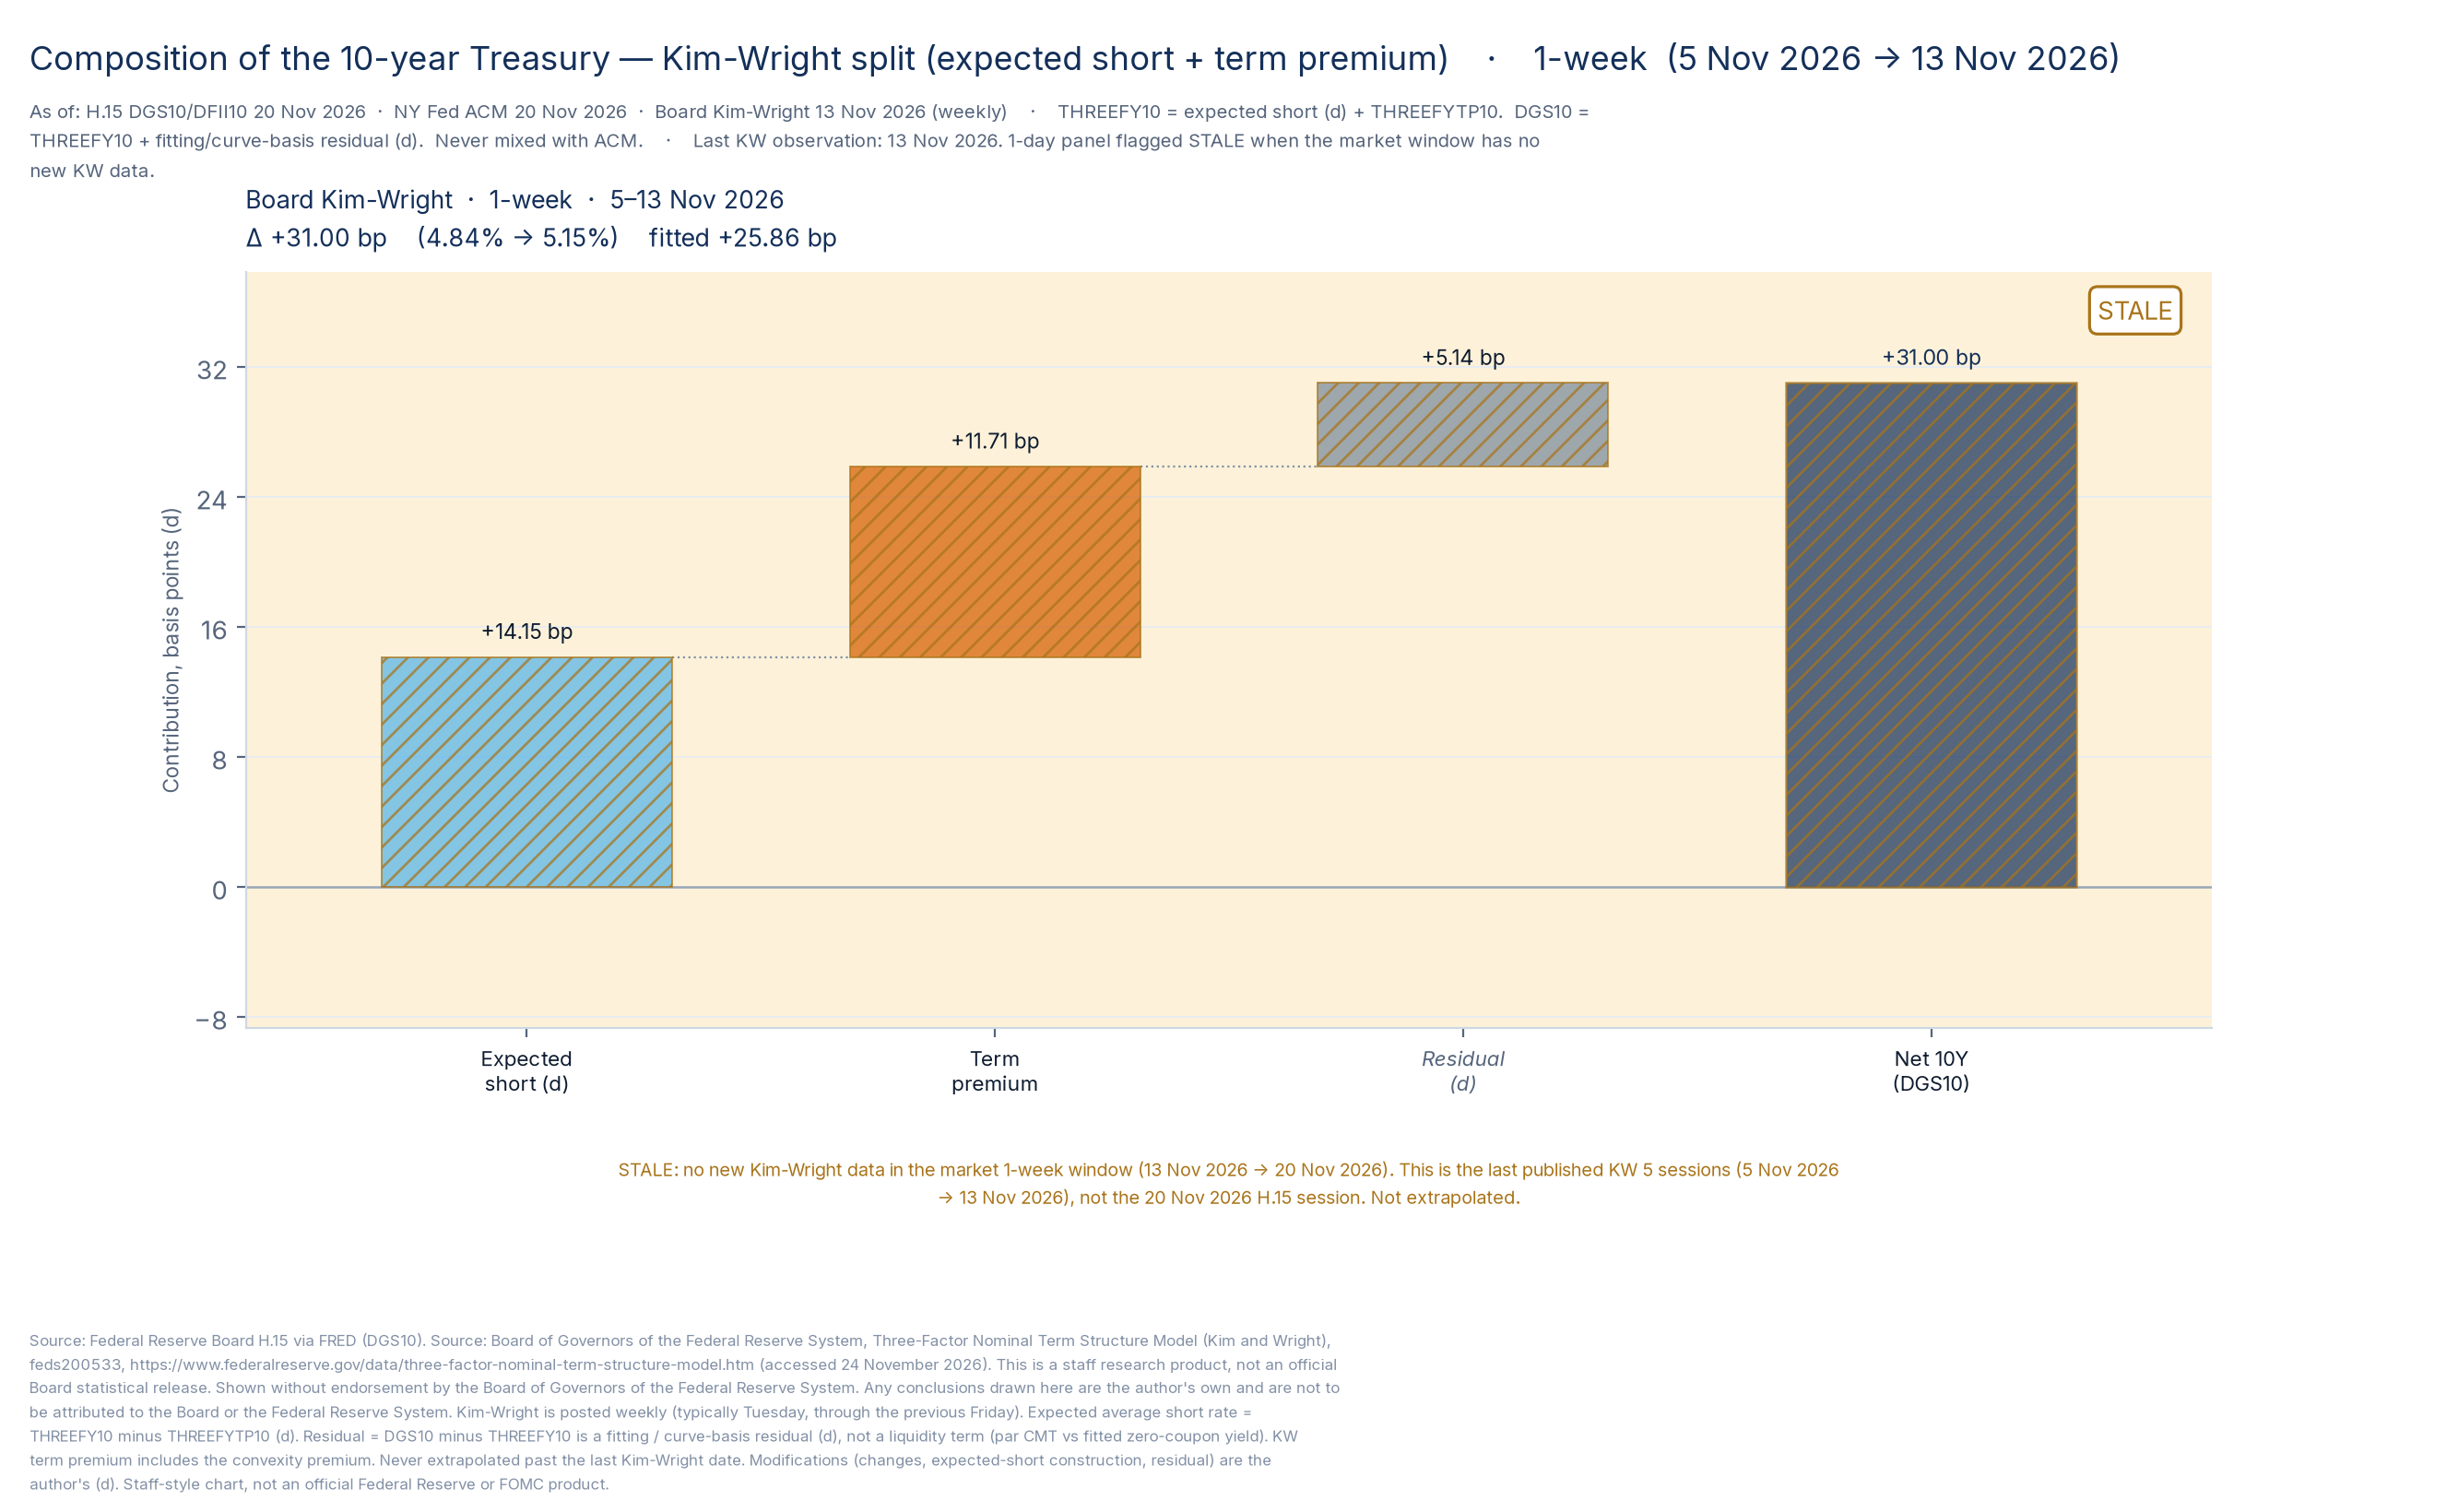 Composition of the 10-year Treasury — Kim-Wright split (expected short + term premium) · 1-week (5 Nov 2026 → 13 Nov 2026)
As of: H.15 DGS10/DFII10 20 Nov 2026 · NY Fed ACM 20 Nov 2026 · Board Kim-Wright 13 Nov 2026 (weekly) · THREEFY10 = expected short (d) + THREEFYTP10. DGS10 =
THREEFY10 + fitting/curve-basis residual (d). Never mixed with ACM. · Last KW observation: 13 Nov 2026. 1-day panel flagged STALE when the market window has no
new KW data.
Board Kim-Wright · 1-week · 5–13 Nov 2026
Δ +31.00 bp (4.84% → 5.15%) fitted +25.86 bp
STALE
+5.14 bp
+31.00 bp
32
+11.71 bp
24
+14.15 bp
16
8
0
−8
Contribution, basis points (d)
Expected
short (d)
Term
premium
Residual
(d)
Net 10Y
(DGS10)
STALE: no new Kim-Wright data in the market 1-week window (13 Nov 2026 → 20 Nov 2026). This is the last published KW 5 sessions (5 Nov 2026
→ 13 Nov 2026), not the 20 Nov 2026 H.15 session. Not extrapolated.
Source: Federal Reserve Board H.15 via FRED (DGS10). Source: Board of Governors of the Federal Reserve System, Three-Factor Nominal Term Structure Model (Kim and Wright),
feds200533, https://www.federalreserve.gov/data/three-factor-nominal-term-structure-model.htm (accessed 24 November 2026). This is a staff research product, not an official
Board statistical release. Shown without endorsement by the Board of Governors of the Federal Reserve System. Any conclusions drawn here are the author's own and are not to
be attributed to the Board or the Federal Reserve System. Kim-Wright is posted weekly (typically Tuesday, through the previous Friday). Expected average short rate =
THREEFY10 minus THREEFYTP10 (d). Residual = DGS10 minus THREEFY10 is a fitting / curve-basis residual (d), not a liquidity term (par CMT vs fitted zero-coupon yield). KW
term premium includes the convexity premium. Never extrapolated past the last Kim-Wright date. Modifications (changes, expected-short construction, residual) are the
author's (d). Staff-style chart, not an official Federal Reserve or FOMC product.